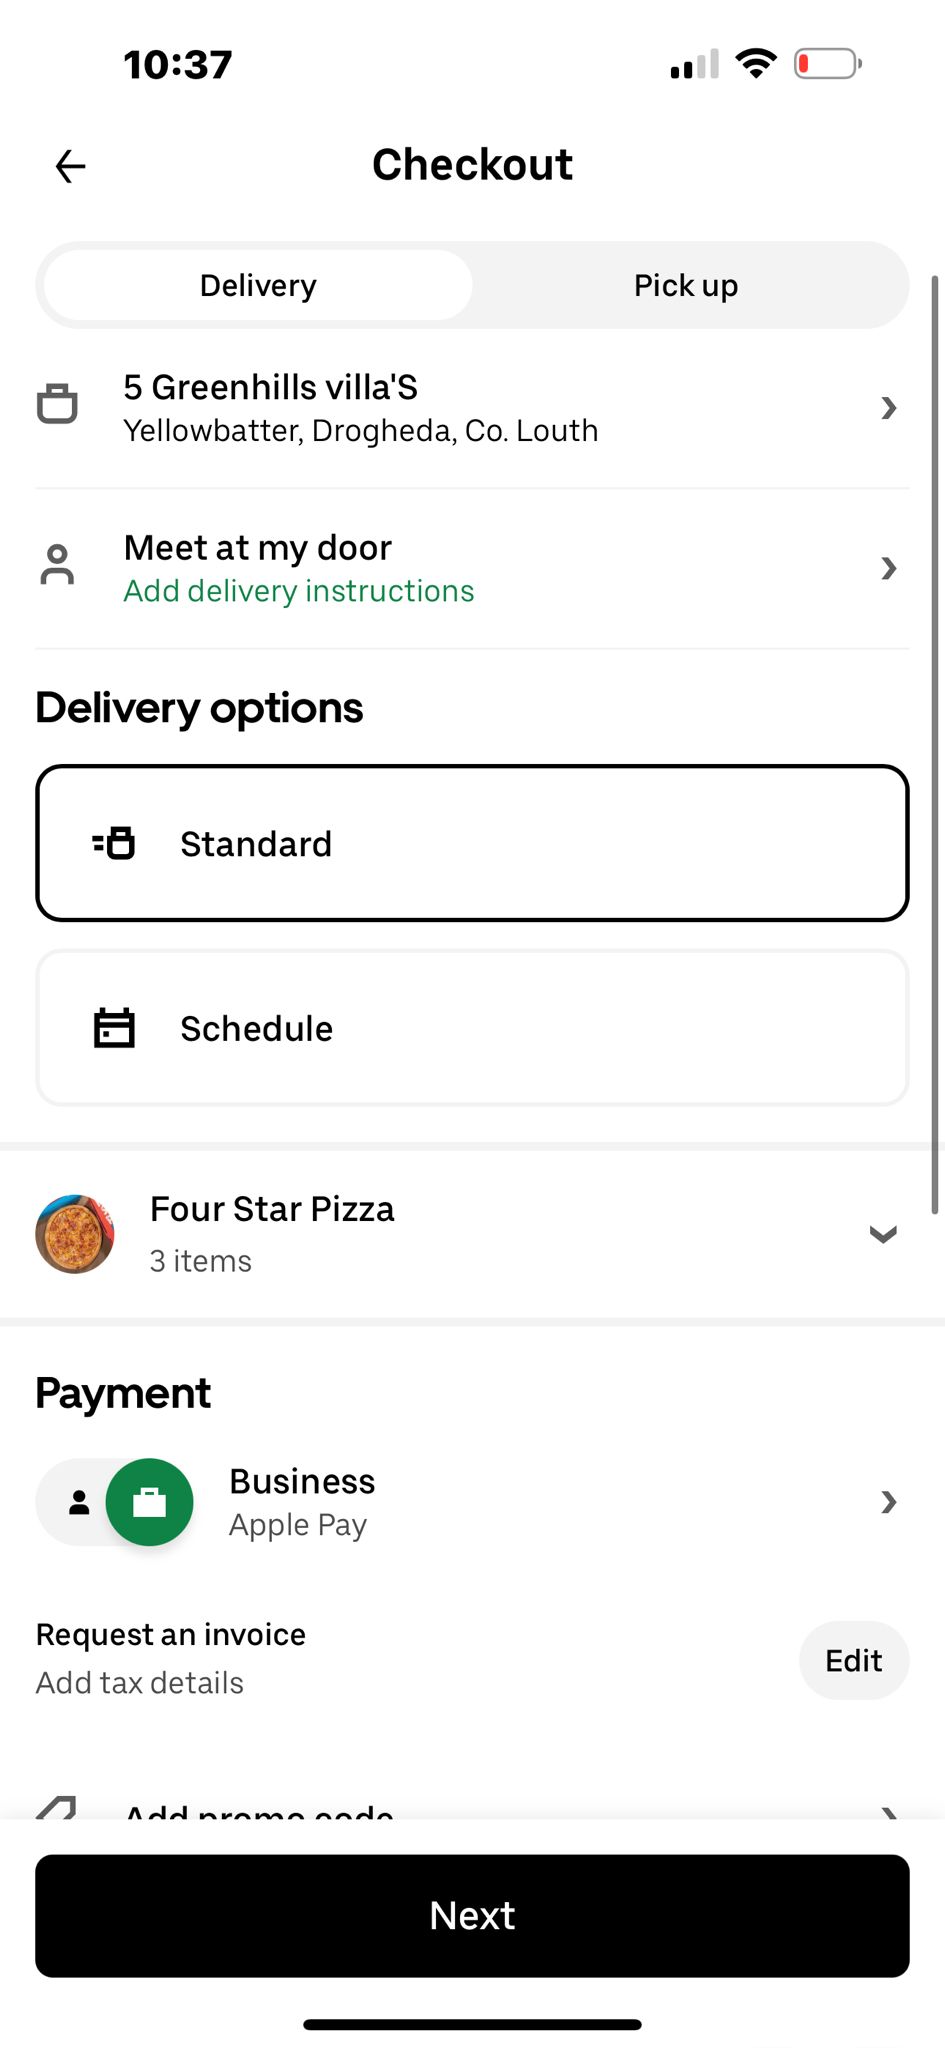 10:37
Checkout
Delivery
Pick up
5 Greenhills villa'S
Yellowbatter, Drogheda, Co. Louth
Meet at my door
Add delivery instructions
Delivery options
Standard
Schedule
Four Star Pizza
3 items
Payment
Business
Apple Pay
Request an invoice
Add tax details
Edit
Add promo code
Next